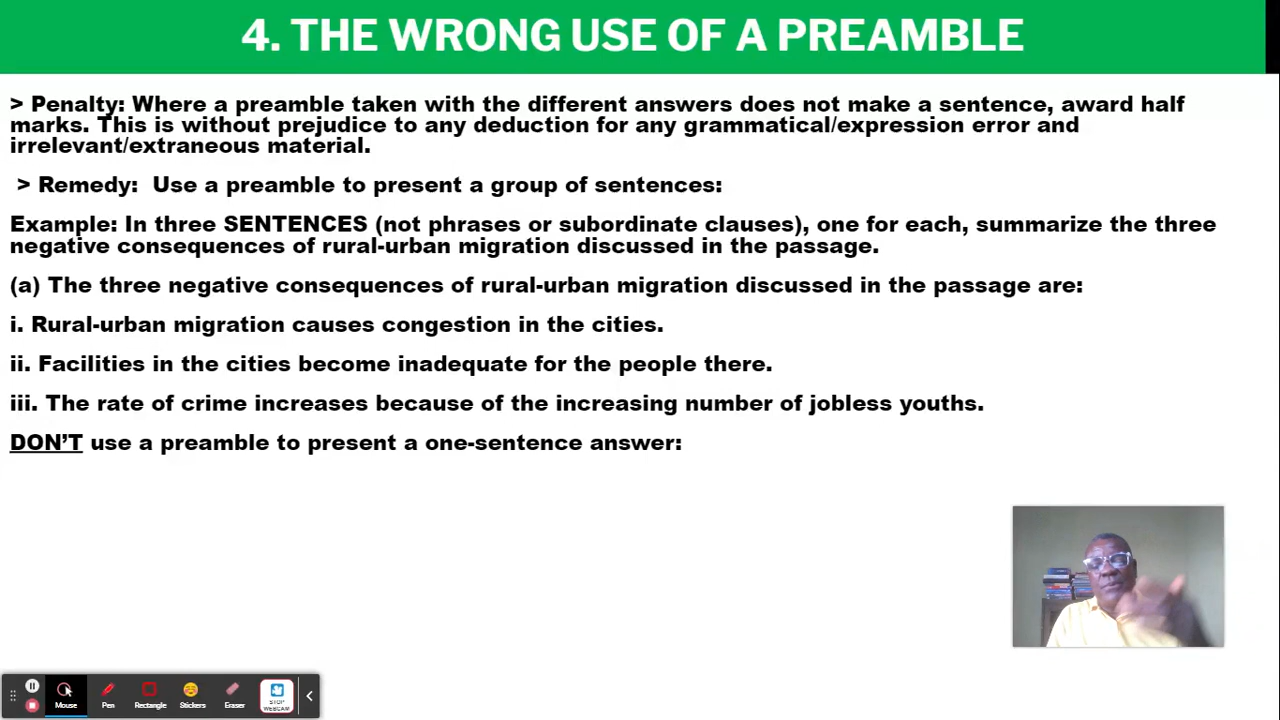 4. THE WRONG USE OF A PREAMBLE
> Penalty: Where a preamble taken with the different answers does not make a sentence, award half
marks. This is without prejudice to any deduction for any grammatical/expression error and
irrelevant/extraneous material.
> Remedy: Use a preamble to present a group of sentences:
Example: In three SENTENCES (not phrases or subordinate clauses), one for each, summarize the three
negative consequences of rural-urban migration discussed in the passage.
(a) The three negative consequences of rural-urban migration discussed in the passage are:
i. Rural-urban migration causes congestion in the cities.
ii. Facilities in the cities become inadequate for the people there.
iii. The rate of crime increases because of the increasing number of jobless youths.
DON'T use a preamble to present a one-sentence answer:
Mouse Pen Rectangle Stickers Eraser STOP WEBCAM